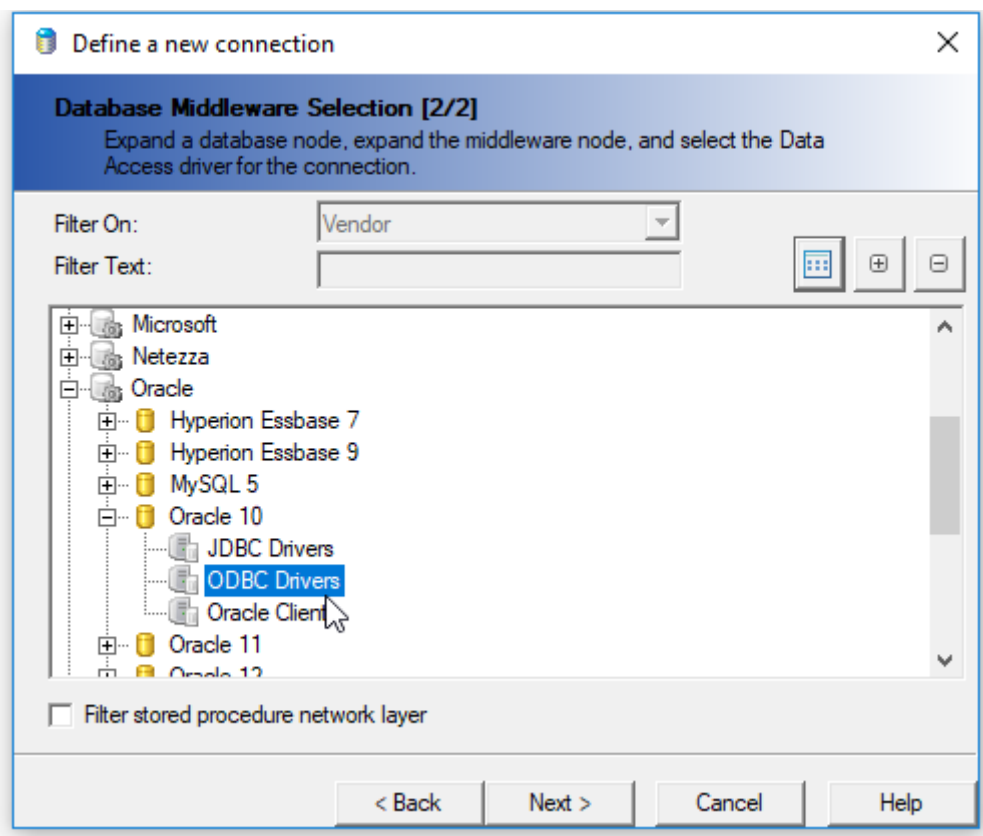 Define a new connection
Database Middleware Selection [2/2]
Expand a database node, expand the middleware node, and select the Data
Access driver for the connection.
Filter On:
Vendor
Filter Text:
Microsoft
Netezza
Oracle
Hyperion Essbase 7
Hyperion Essbase 9
MySQL 5
Oracle 10
JDBC Drivers
ODBC Drivers
Oracle Client
Oracle 11
Oracle 12
Filter stored procedure network layer
< Back
Next >
Cancel
Help